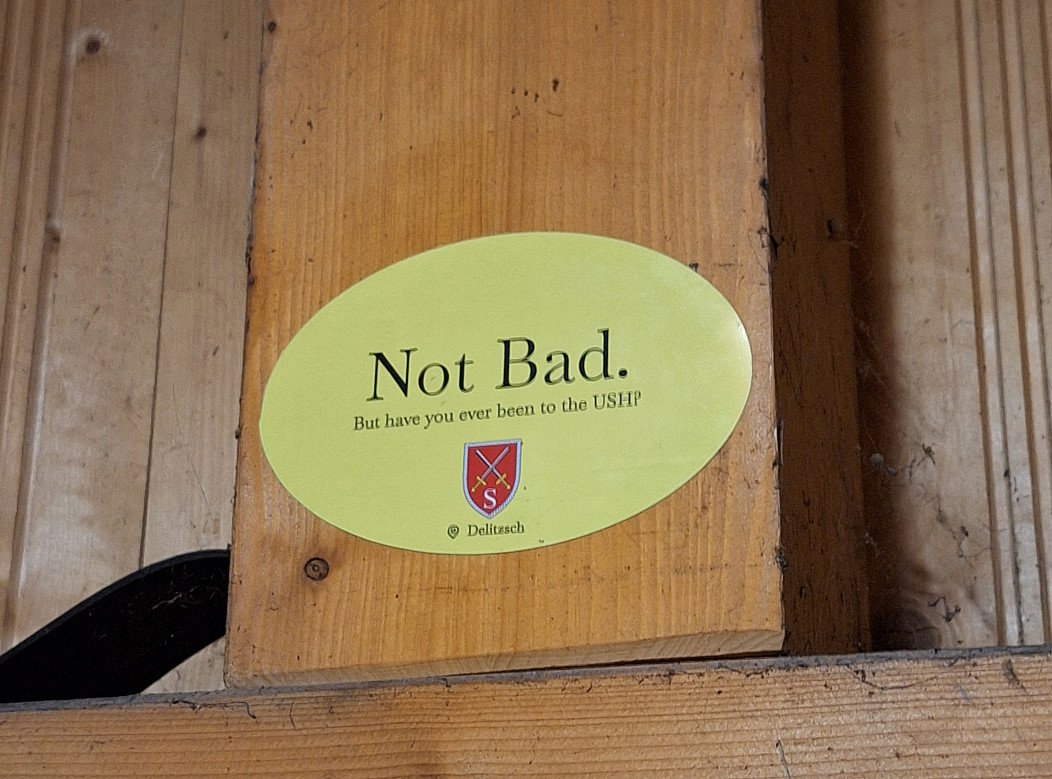 Not Bad.
But have you ever been to the USH?
S
Delitzsch